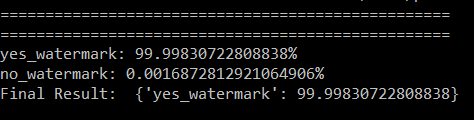 ==================================================
==================================================
yes_watermark: 99.99830722808838%
no_watermark: 0.0016872812921064906%
Final Result:  {'yes_watermark': 99.99830722808838}